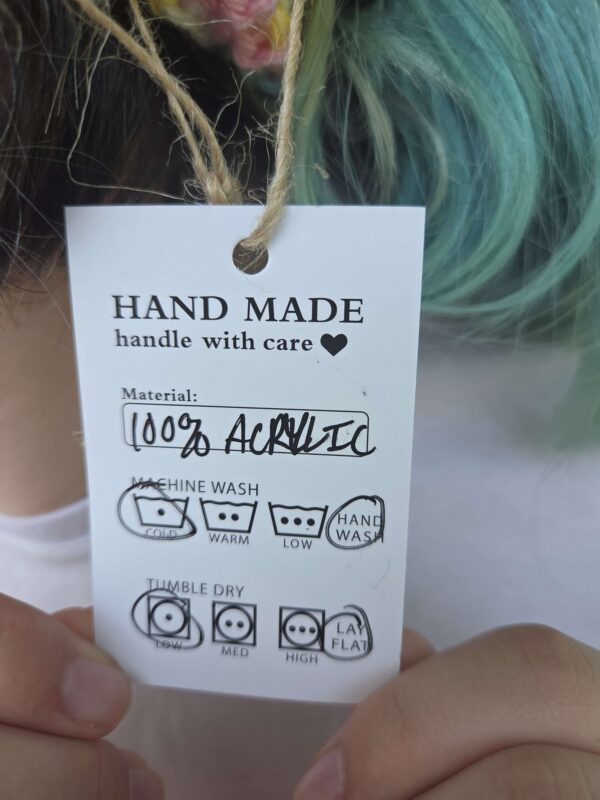 HAND MADE
handle with care
Material:
100% ACRYLIC
MACHINE WASH
COLD WARM LOW HAND WASH
TUMBLE DRY
LOW MED HIGH LAY FLAT